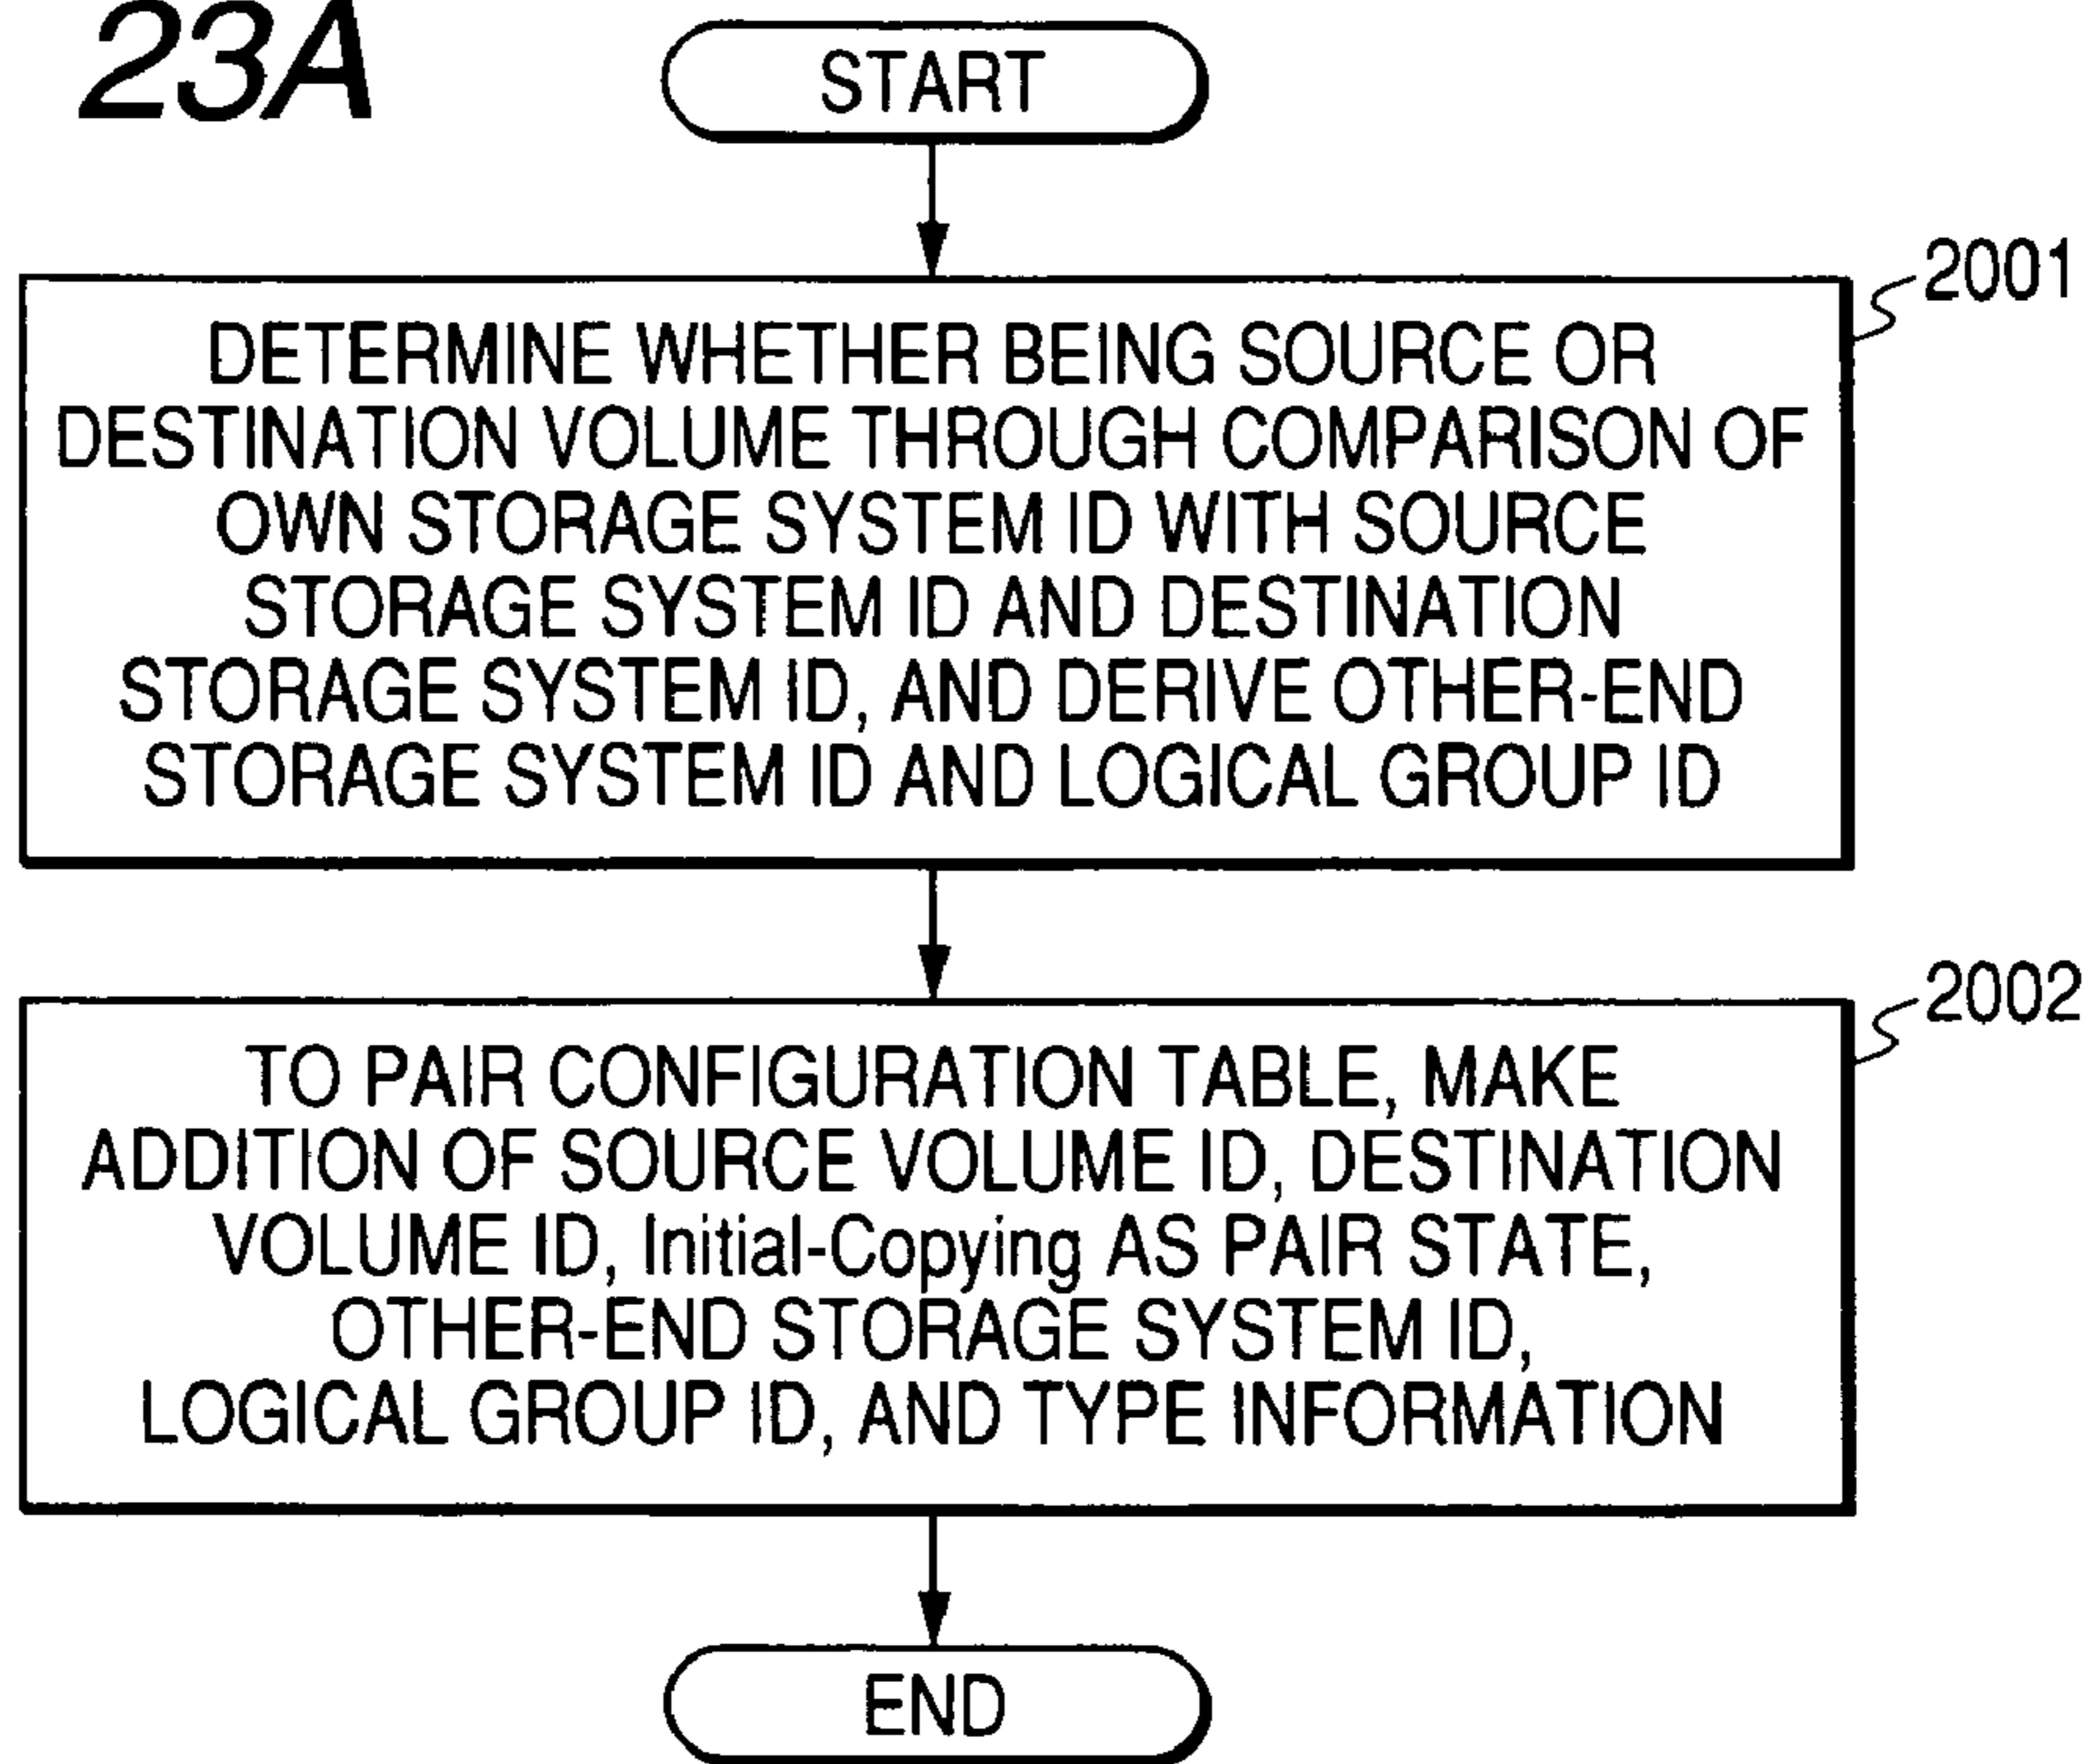 23A
START
2001
DETERMINE WHETHER BEING SOURCE OR
DESTINATION VOLUME THROUGH COMPARISON OF
OWN STORAGE SYSTEM ID WITH SOURCE
STORAGE SYSTEM ID AND DESTINATION
STORAGE SYSTEM ID, AND DERIVE OTHER-END
STORAGE SYSTEM ID AND LOGICAL GROUP ID
2002
TO PAIR CONFIGURATION TABLE, MAKE
ADDITION OF SOURCE VOLUME ID, DESTINATION
VOLUME ID, Initial-Copying AS PAIR STATE,
OTHER-END STORAGE SYSTEM ID,
LOGICAL GROUP ID, AND TYPE INFORMATION
END